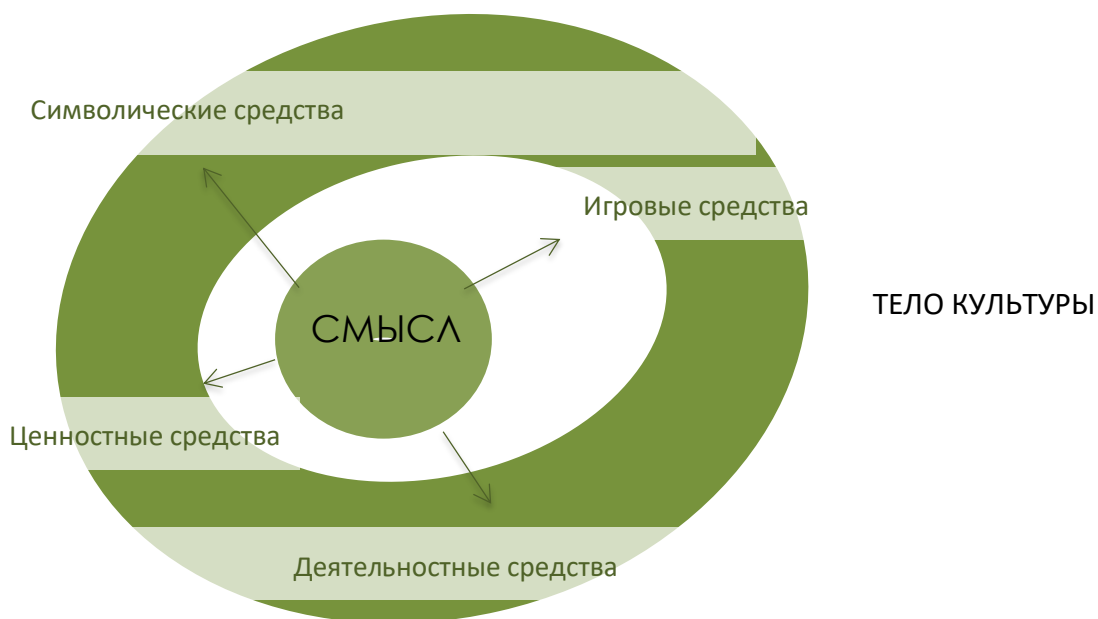 Символические средства
Игровые средства
ТЕЛО КУЛЬТУРЫ
СМЫСЛ
Ценностные средства
Деятельностные средства